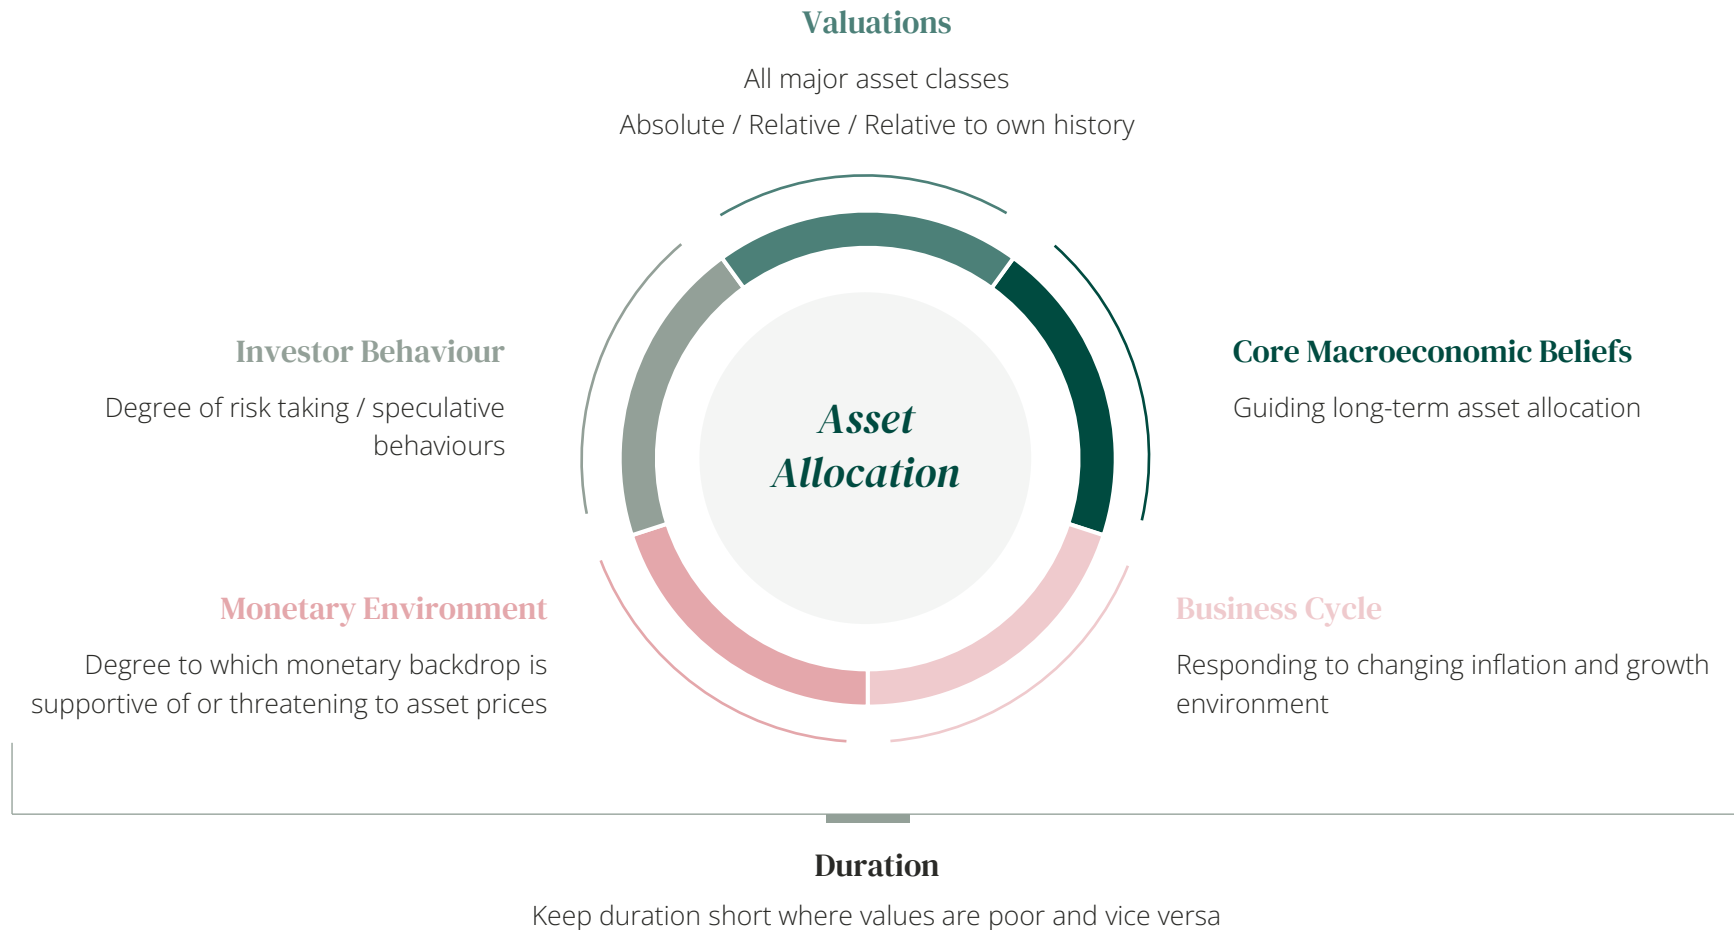 Valuations
All major asset classes
Absolute / Relative / Relative to own history
Investor Behaviour
Degree of risk taking / speculative
behaviours
Asset
Allocation
Core Macroeconomic Beliefs
Guiding long-term asset allocation
Monetary Environment
Degree to which monetary backdrop is
supportive of or threatening to asset prices
Business Cycle
Responding to changing inflation and growth
environment
Duration
Keep duration short where values are poor and vice versa